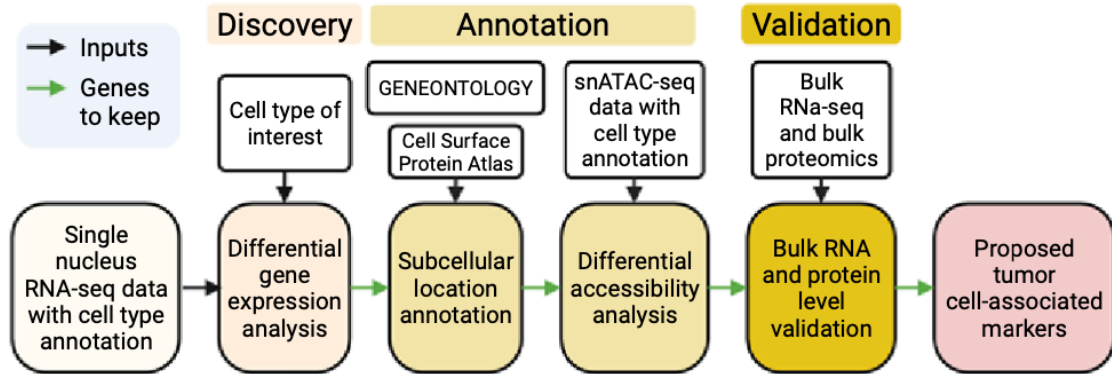 Inputs
Genes
to keep
Discovery
Annotation
Validation
Cell type of
interest
GENEONTOLOGY
Cell Surface
Protein Atlas
snATAC-seq
data with
cell type
annotation
Bulk
RNa-seq
and bulk
proteomics
Single
nucleus
RNA-seq data
with cell type
annotation
Differential
gene
expression
analysis
Subcellular
location
annotation
Differential
accessibility
analysis
Bulk RNA
and protein
level
validation
Proposed
tumor
cell-associated
markers